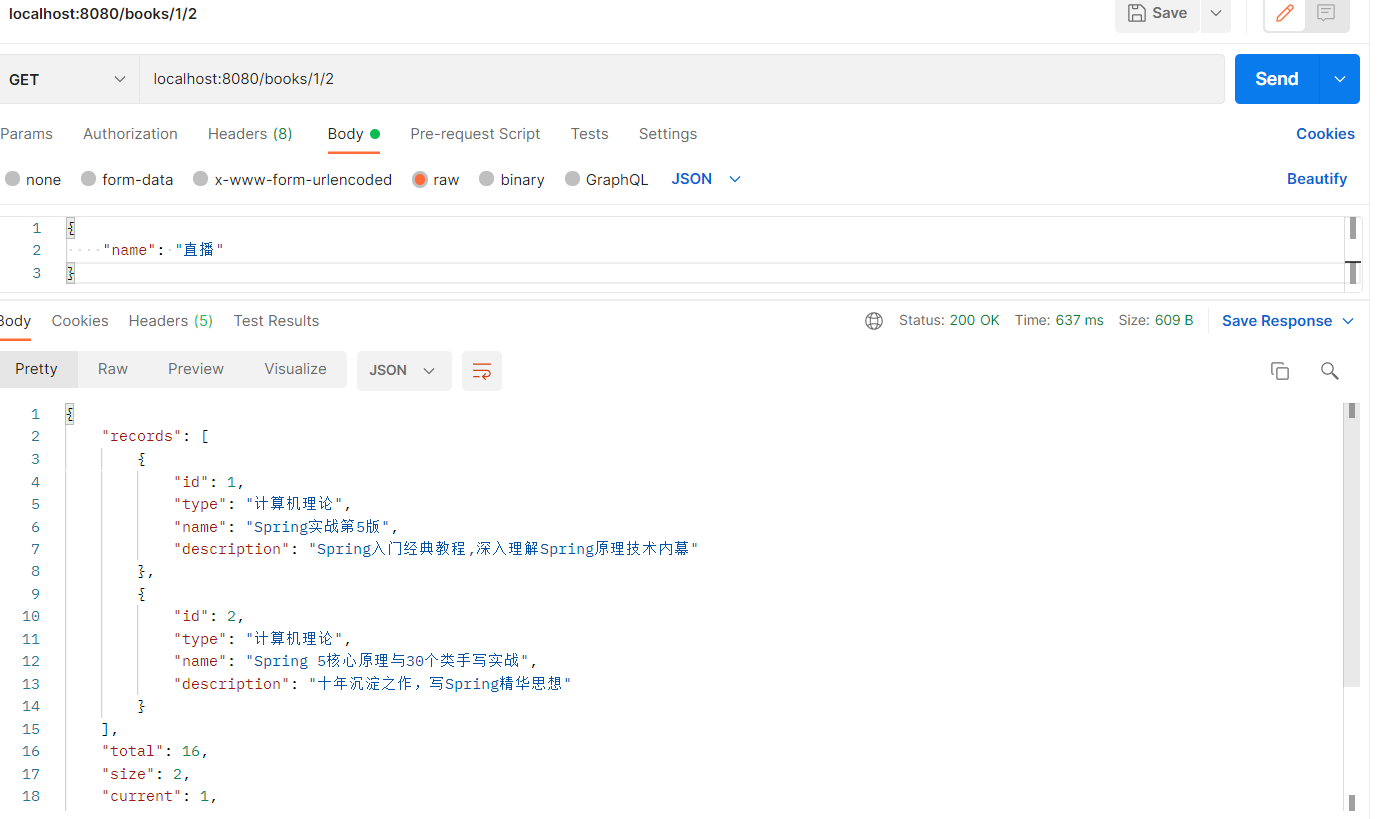 localhost:8080/books/1/2
Save
GET
localhost:8080/books/1/2
Send
Params Authorization Headers (8) Body Pre-request Script Tests Settings Cookies
none form-data x-www-form-urlencoded raw binary GraphQL JSON Beautify
1 {
2 "name": "直播"
3 }
Body Cookies Headers (5) Test Results Status: 200 OK Time: 637 ms Size: 609 B Save Response
Pretty Raw Preview Visualize JSON
1 {
2 "records": [
3 {
4 "id": 1,
5 "type": "计算机理论",
6 "name": "Spring实战第5版",
7 "description": "Spring入门经典教程,深入理解Spring原理技术内幕"
8 },
9 {
10 "id": 2,
11 "type": "计算机理论",
12 "name": "Spring 5核心原理与30个类手写实战",
13 "description": "十年沉淀之作，写Spring精华思想"
14 }
15 ],
16 "total": 16,
17 "size": 2,
18 "current": 1,